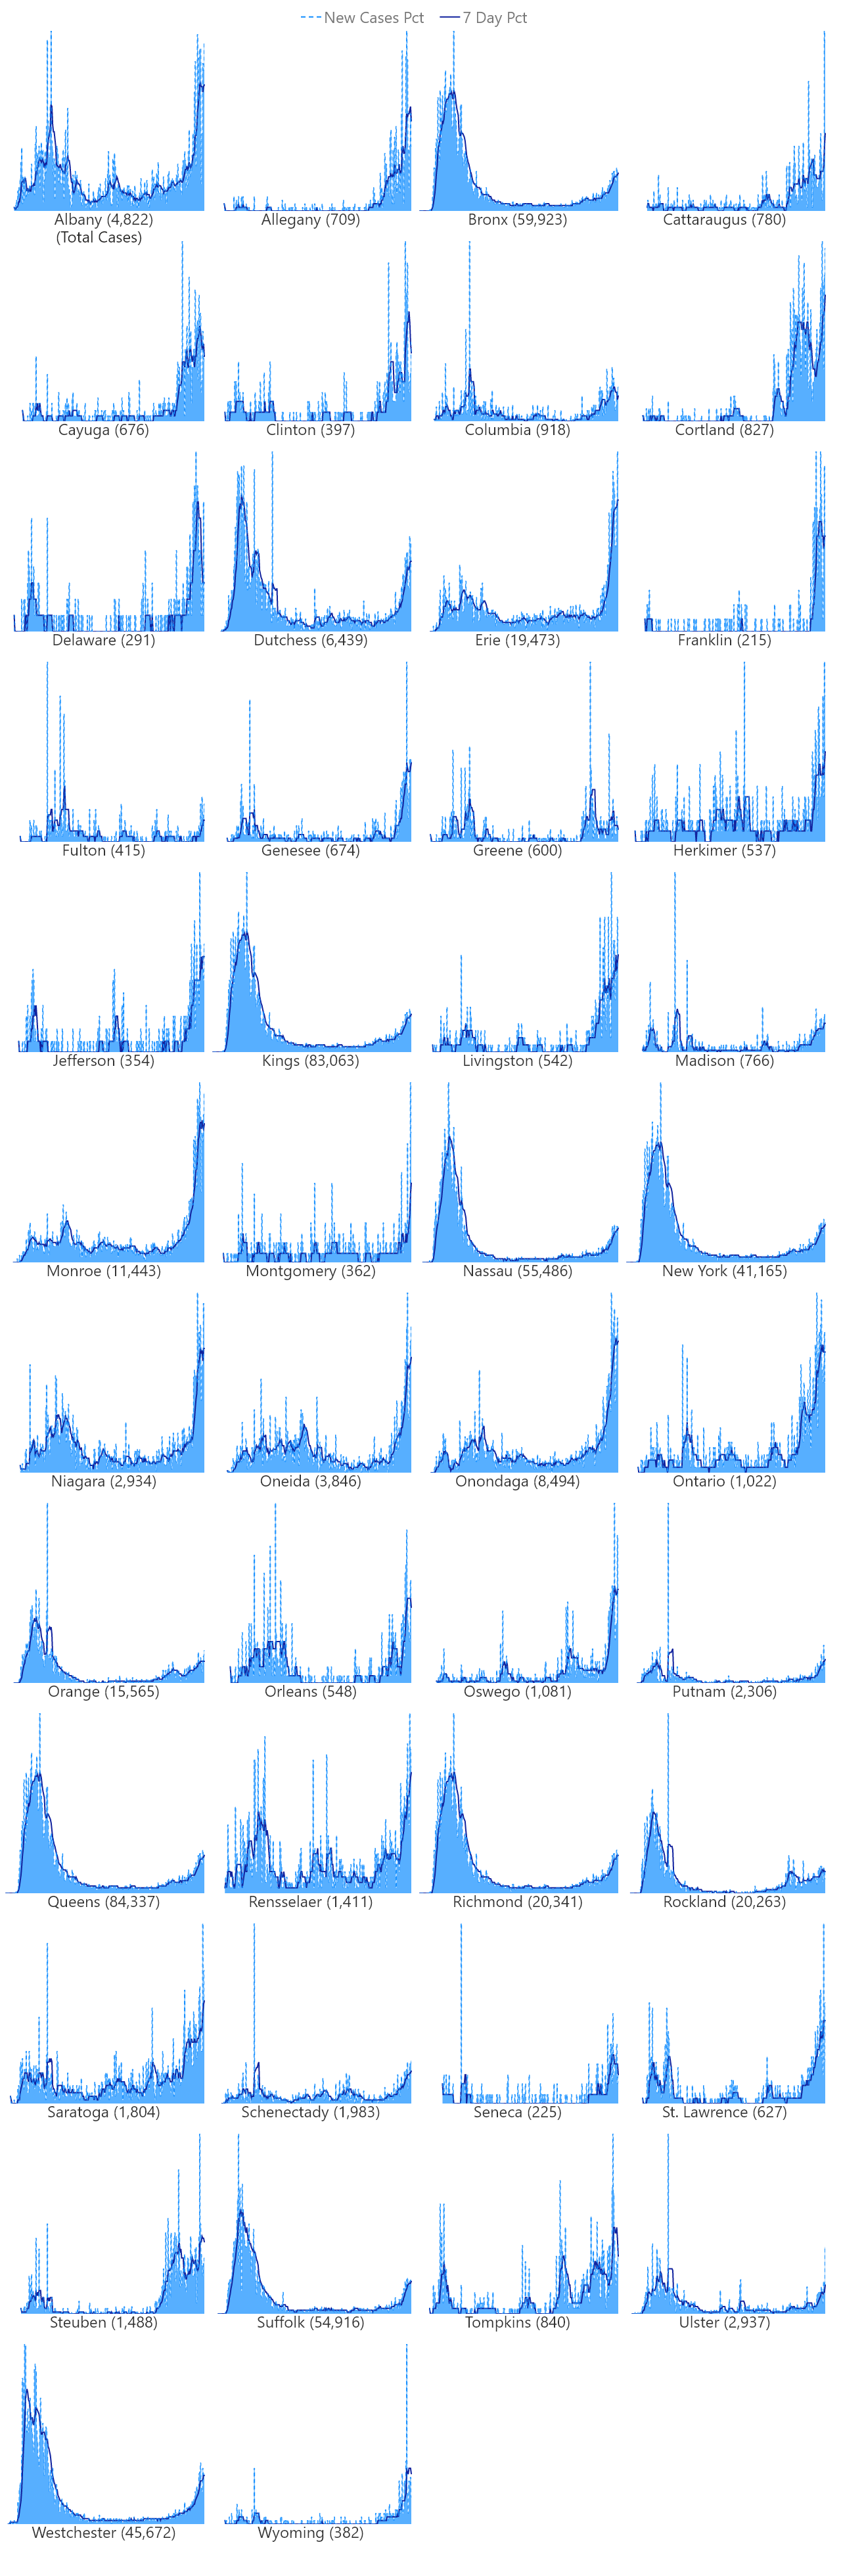 New Cases Pct 7 Day Pct
Albany (4,822) Allegany (709) Bronx (59,923) Cattaraugus (780)
(Total Cases)
Cayuga (676) Clinton (397) Columbia (918) Cortland (827)
Delaware (291) Dutchess (6,439) Erie (19,473) Franklin (215)
Fulton (415) Genesee (674) Greene (600) Herkimer (537)
Jefferson (354) Kings (83,063) Livingston (542) Madison (766)
Monroe (11,443) Montgomery (362) Nassau (55,486) New York (41,165)
Niagara (2,934) Oneida (3,846) Onondaga (8,494) Ontario (1,022)
Orange (15,565) Orleans (548) Oswego (1,081) Putnam (2,306)
Queens (84,337) Rensselaer (1,411) Richmond (20,341) Rockland (20,263)
Saratoga (1,804) Schenectady (1,983) Seneca (225) St. Lawrence (627)
Steuben (1,488) Suffolk (54,916) Tompkins (840) Ulster (2,937)
Westchester (45,672) Wyoming (382)